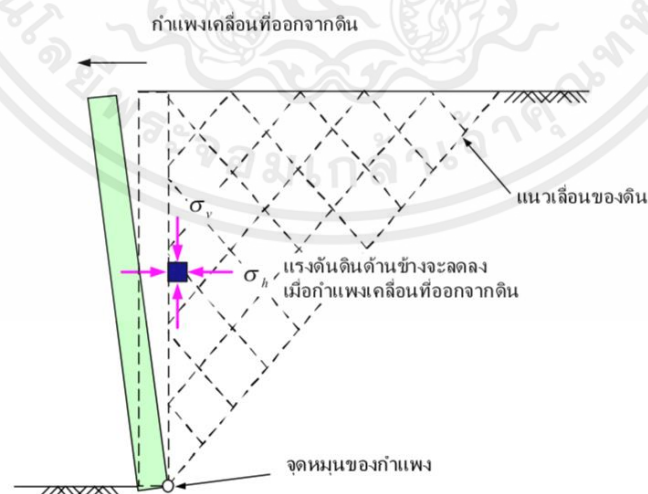 กำแพงเคลื่อนที่ออกจากดิน
แนวเลื่อนของดิน
σv
σh
แรงดันดินด้านข้างจะลดลง
เมื่อกำแพงเคลื่อนที่ออกจากดิน
จุดหมุนของกำแพง